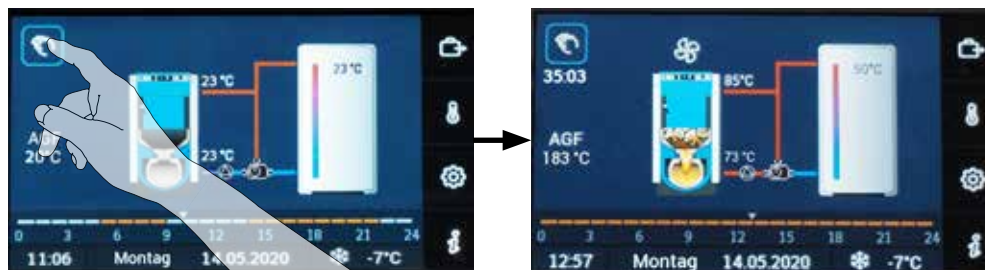 23 °C
23 °C
AGF
20°C
23 °C
0 3 6 9 12 15 18 21 24
11:06 Montag 14.05.2020 -7°C
35:03
85°C
90°C
AGF
183 °C
73 °C
0 3 6 9 12 15 18 21 24
12:57 Montag 14.05.2020 -7°C